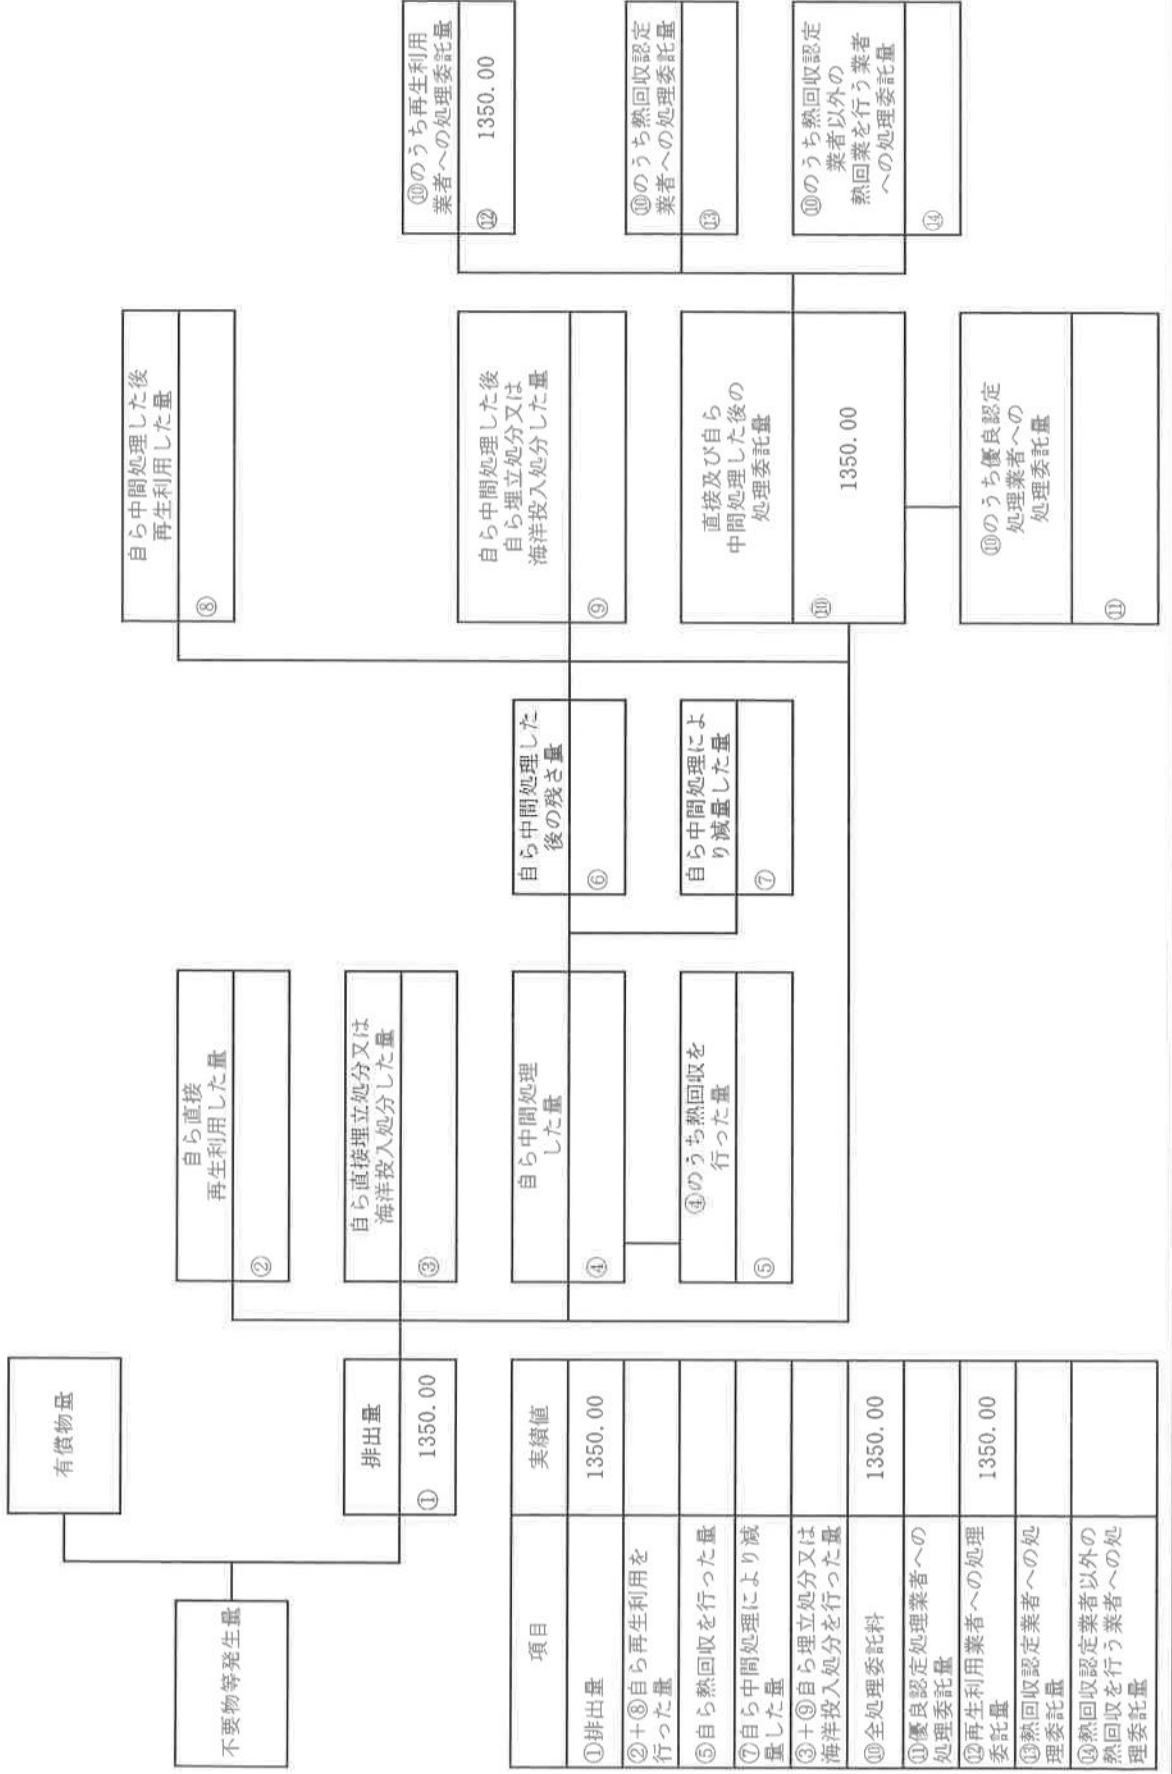 不要物等発生量
有償物量
排出量
① 1350.00
自ら直接
再生利用した量
②
自ら直接埋立処分又は
海洋投入処分した量
③
自ら中間処理
した量
④
④のうち熱回収を
行った量
⑤
自ら中間処理した
後の残さ量
⑥
自ら中間処理によ
り減量した量
⑦
自ら中間処理した後
再生利用した量
⑧
自ら中間処理した後
自ら埋立処分又は
海洋投入処分した量
⑨
直接及び自ら
中間処理した後の
処理委託量
⑩
1350.00
⑩のうち優良認定
処理業者への
処理委託量
⑪
⑩のうち再生利用
業者への処理委託量
⑫ 1350.00
⑩のうち熱回収認定
業者への処理委託量
⑬
⑩のうち熱回収認定
業者以外の
熱回業を行う業者
への処理委託量
⑭
項目 実績値
①排出量 1350.00
②+⑧自ら再生利用を
行った量
⑤自ら熱回収を行った量
⑦自ら中間処理により減
量した量
③+⑨自ら埋立処分又は
海洋投入処分を行った量
⑩全処理委託料 1350.00
⑪優良認定処理業者への
処理委託量
⑫再生利用業者への処理
委託量 1350.00
⑬熱回収認定業者への処
理委託量
⑭熱回収認定業者以外の
熱回収を行う業者への処
理委託量